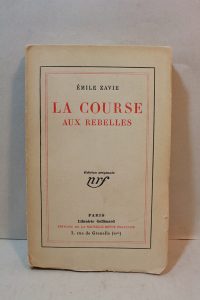 ÉMILE ZAVIE
LA COURSE
AUX REBELLES
Édition originale
nrf
PARIS
Librairie Gallimard
ÉDITIONS DE LA NOUVELLE REVUE FRANÇAISE
3, rue de Grenelle (VIme)